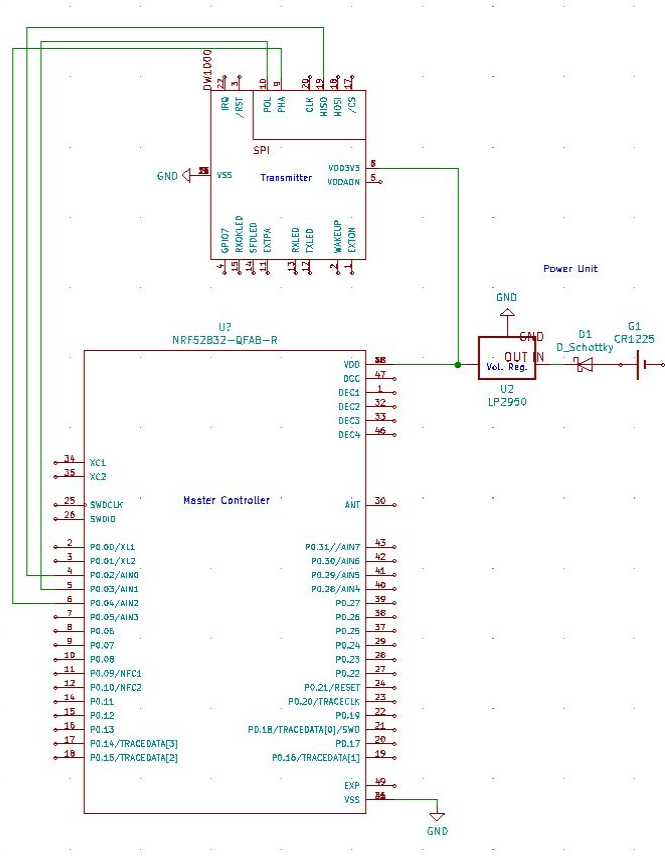 DW1000
22 3 10 9 20 19 18 17
IRQ /RST POL PHA CLK MISO MOSI /CS
SPI
GND VSS Transmitter VDD3V3 6
VDDAON 5
GPIO7 RXOKLED SFDLED EXTPA RXLED TXLED WAKEUP EXTON
4 15 14 11 13 12 2 1
Power Unit
GND
U?
NRF52832-QFAB-R
GND
OUT IN
Vol. Reg.
U2
LP2950
D1
D_Schottky
G1
CR1225
VDD
DCC 47
DEC1 1
DEC2 32
DEC3 33
DEC4 46
34 XC1
35 XC2
25 SWDCLK Master Controller ANT 30
26 SWDIO
2 P0.00/XL1 P0.31//AIN7 43
3 P0.01/XL2 P0.30/AIN6 42
4 P0.02/AIN0 P0.29/AIN5 41
5 P0.03/AIN1 P0.28/AIN4 40
6 P0.04/AIN2 P0.27 39
7 P0.05/AIN3 P0.26 38
8 P0.06 P0.25 37
9 P0.07 P0.24 29
10 P0.08 P0.23 28
11 P0.09/NFC1 P0.22 27
12 P0.10/NFC2 P0.21/RESET 24
14 P0.11 P0.20/TRACECLK 23
15 P0.12 P0.19 22
16 P0.13 P0.18/TRACEDATA[0]/SWO 21
17 P0.14/TRACEDATA[3] P0.17 20
18 P0.15/TRACEDATA[2] P0.16/TRACEDATA[1] 19
EXP 49
VSS
GND